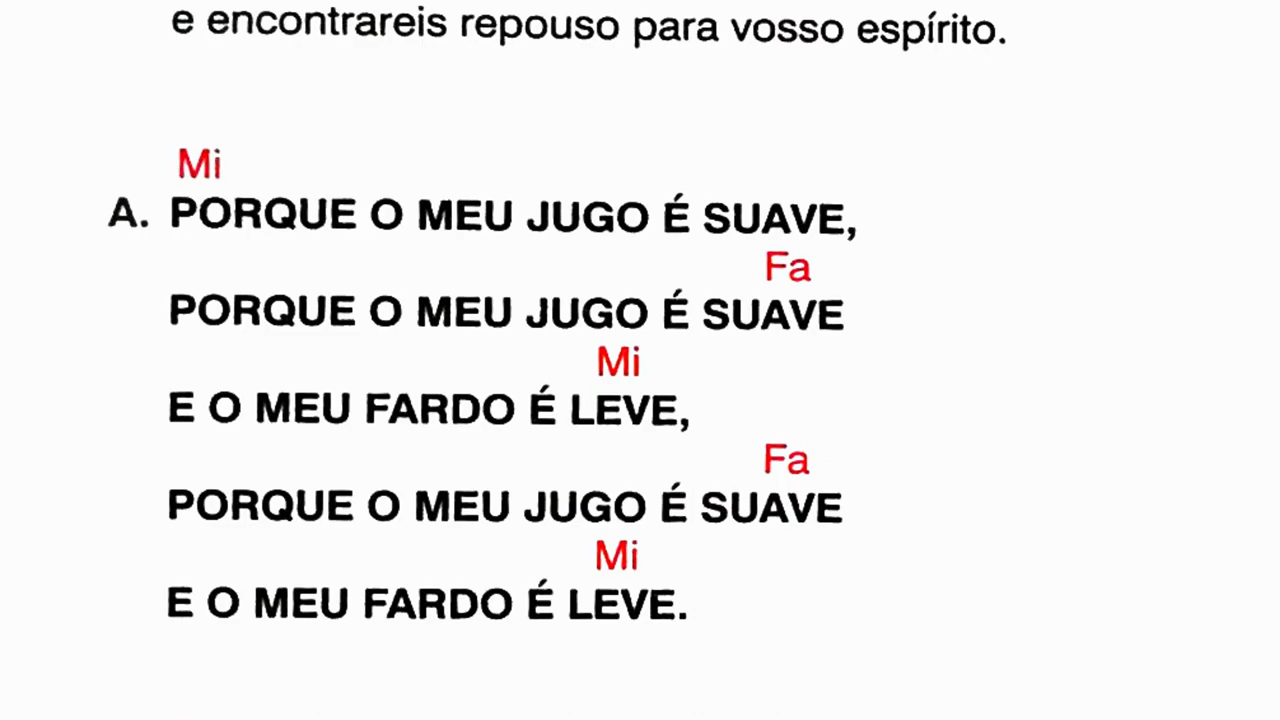 e encontrareis repouso para vosso espírito.
Mi
A. PORQUE O MEU JUGO É SUAVE,
Fa
PORQUE O MEU JUGO É SUAVE
Mi
E O MEU FARDO É LEVE,
Fa
PORQUE O MEU JUGO É SUAVE
Mi
E O MEU FARDO É LEVE.